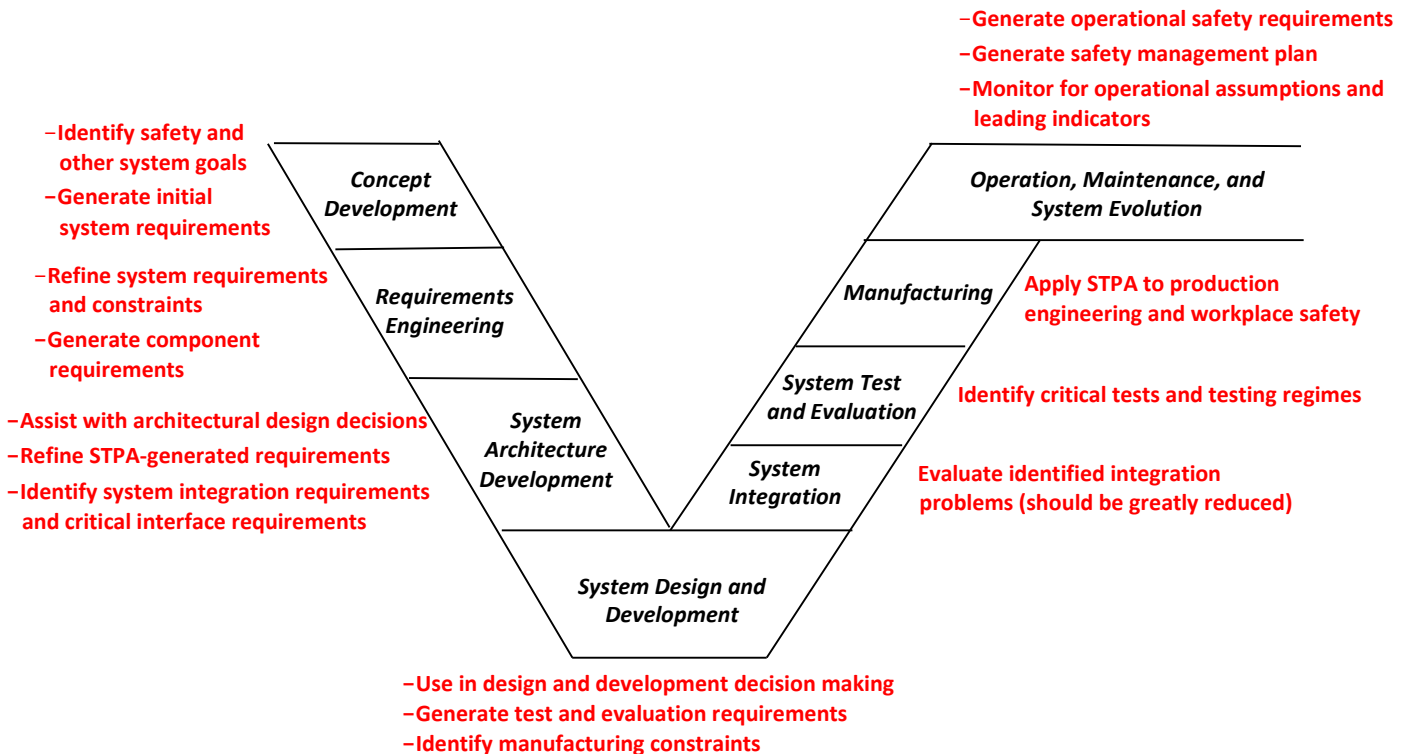 –Generate operational safety requirements
–Generate safety management plan
–Monitor for operational assumptions and
leading indicators
–Identify safety and
other system goals
–Generate initial
system requirements
Concept
Development
Operation, Maintenance, and
System Evolution
–Refine system requirements
and constraints
–Generate component
requirements
Requirements
Engineering
Manufacturing
Apply STPA to production
engineering and workplace safety
–Assist with architectural design decisions
–Refine STPA-generated requirements
–Identify system integration requirements
and critical interface requirements
System
Architecture
Development
System Test
and Evaluation
Identify critical tests and testing regimes
System
Integration
Evaluate identified integration
problems (should be greatly reduced)
System Design and
Development
–Use in design and development decision making
–Generate test and evaluation requirements
–Identify manufacturing constraints